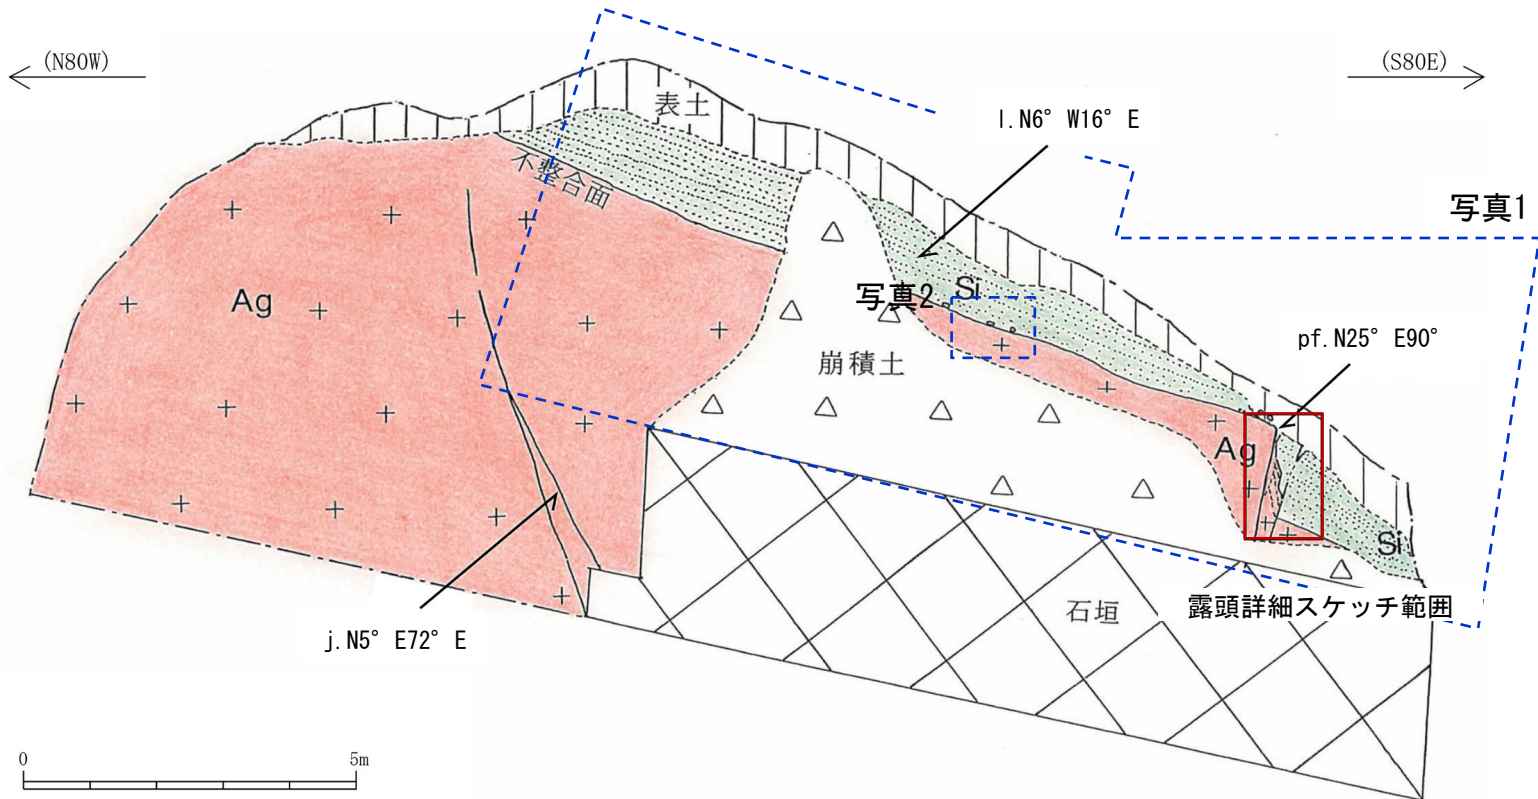 (N80W)
(S80E)
表土
l.N6° W16° E
不整合面
写真1
Ag
Si
写真2
pf.N25° E90°
崩積土
Ag
Si
石垣
露頭詳細スケッチ範囲
j.N5° E72° E
0
5m